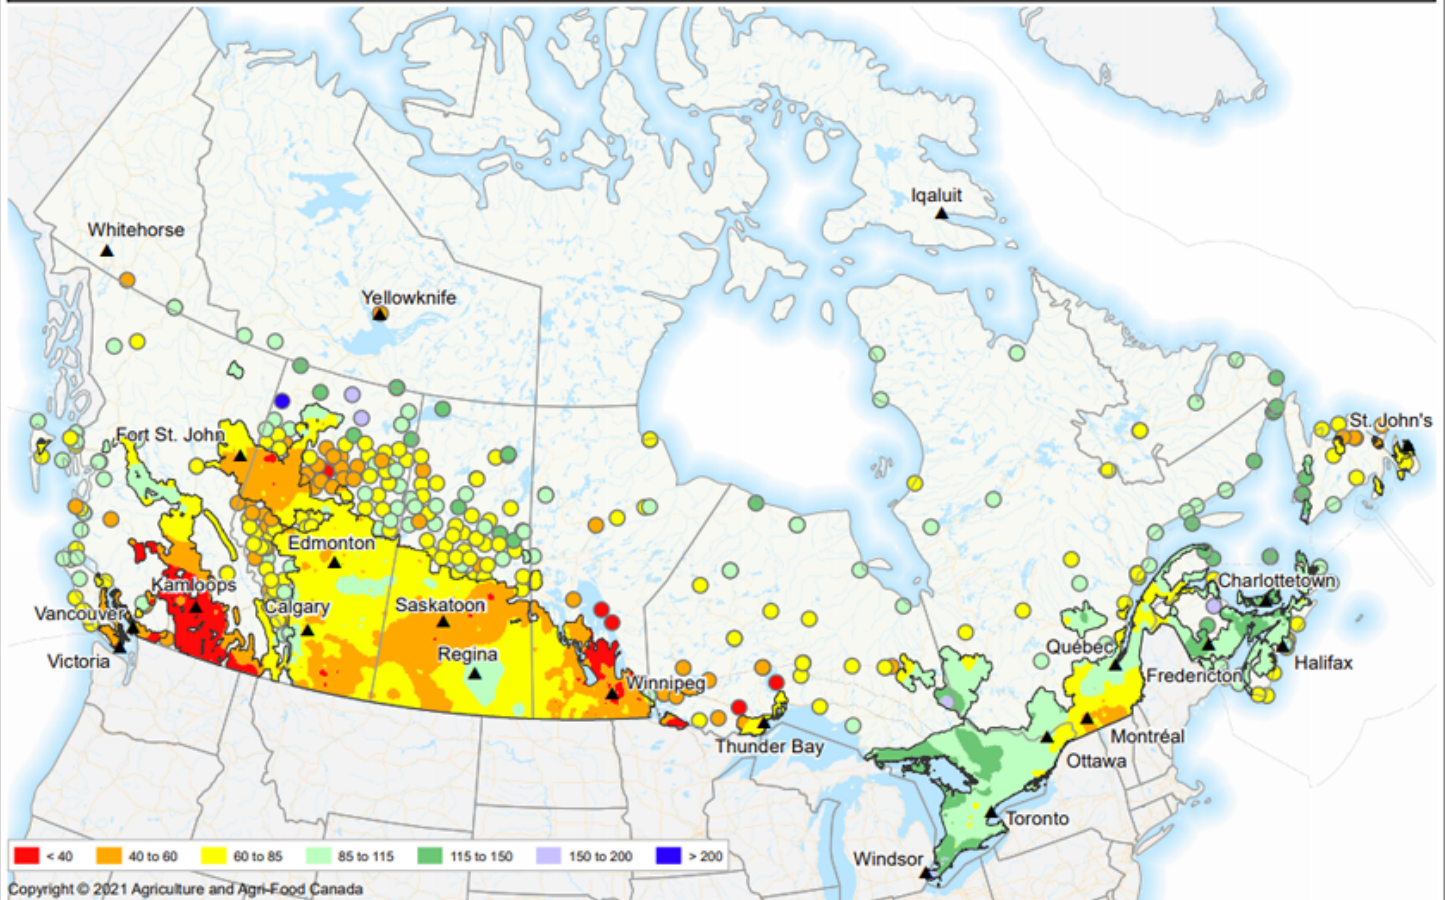 Iqaluit
Whitehorse
Yellowknife
St. John's
Fort St. John
Edmonton
Charlottetown
Kamloops
Vancouver
Calgary
Saskatoon
Québec
Regina
Victoria
Halifax
Fredericton
Winnipeg
Montréal
Thunder Bay
Ottawa
Toronto
Windsor
< 40 40 to 60 60 to 85 85 to 115 115 to 150 150 to 200 > 200
Copyright © 2021 Agriculture and Agri-Food Canada